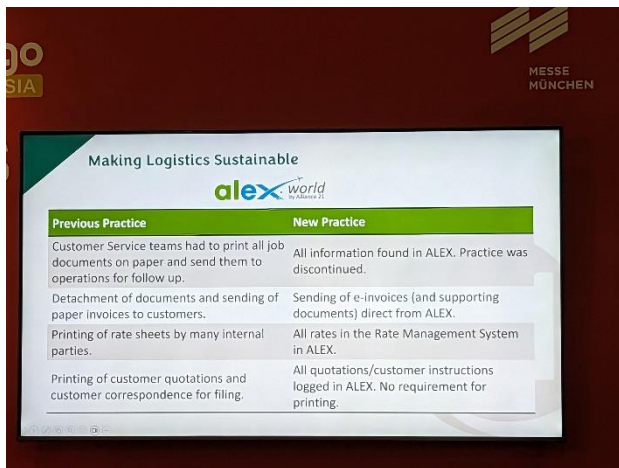 go
SIA
MESSE
MÜNCHEN
Making Logistics Sustainable
alex.world
by Alliance 21
Previous Practice
New Practice
Customer Service teams had to print all job
documents on paper and send them to
operations for follow up.
All information found in ALEX. Practice was
discontinued.
Detachment of documents and sending of
paper invoices to customers.
Sending of e-invoices (and supporting
documents) direct from ALEX.
Printing of rate sheets by many internal
parties.
All rates in the Rate Management System
in ALEX.
Printing of customer quotations and
customer correspondence for filing.
All quotations/customer instructions
logged in ALEX. No requirement for
printing.